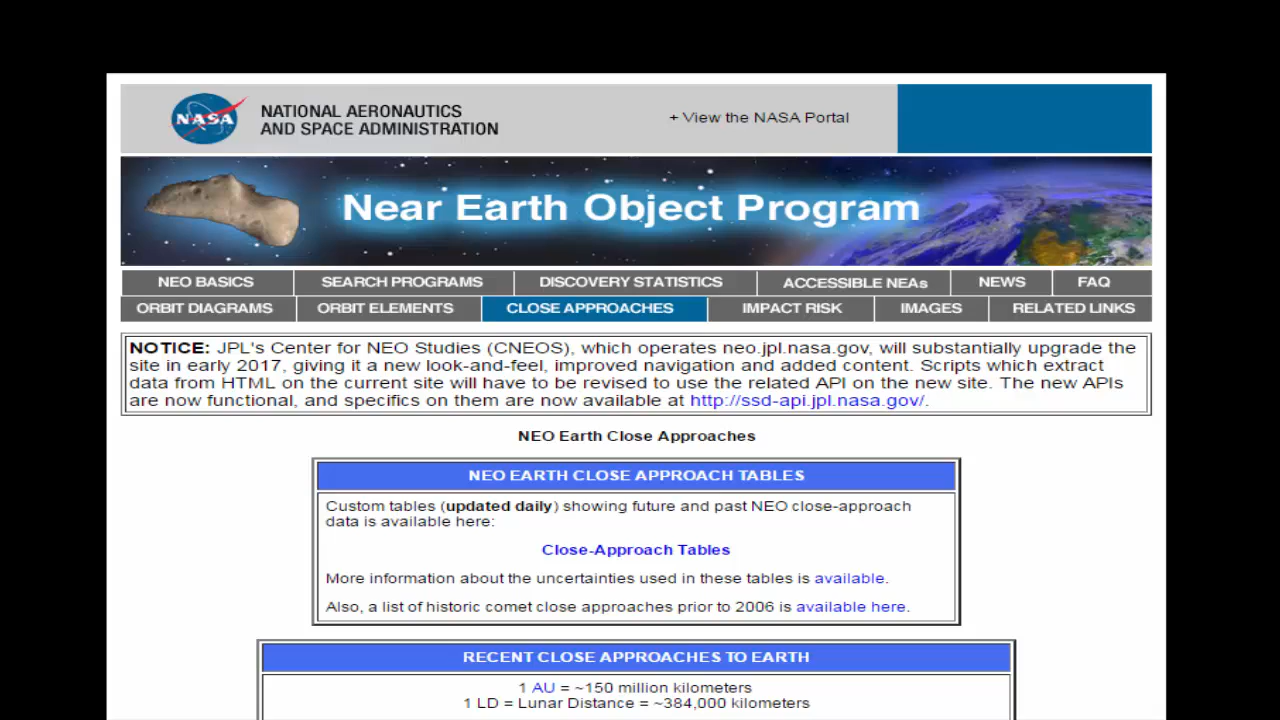 NASA
NATIONAL AERONAUTICS
AND SPACE ADMINISTRATION
+ View the NASA Portal
Near Earth Object Program
NEO BASICS SEARCH PROGRAMS DISCOVERY STATISTICS ACCESSIBLE NEAs NEWS FAQ
ORBIT DIAGRAMS ORBIT ELEMENTS CLOSE APPROACHES IMPACT RISK IMAGES RELATED LINKS
NOTICE: JPL's Center for NEO Studies (CNEOS), which operates neo.jpl.nasa.gov, will substantially upgrade the
site in early 2017, giving it a new look-and-feel, improved navigation and added content. Scripts which extract
data from HTML on the current site will have to be revised to use the related API on the new site. The new APIs
are now functional, and specifics on them are now available at http://ssd-api.jpl.nasa.gov/.
NEO Earth Close Approaches
NEO EARTH CLOSE APPROACH TABLES
Custom tables (updated daily) showing future and past NEO close-approach
data is available here:
Close-Approach Tables
More information about the uncertainties used in these tables is available.
Also, a list of historic comet close approaches prior to 2006 is available here.
RECENT CLOSE APPROACHES TO EARTH
1 AU = ~150 million kilometers
1 LD = Lunar Distance = ~384,000 kilometers